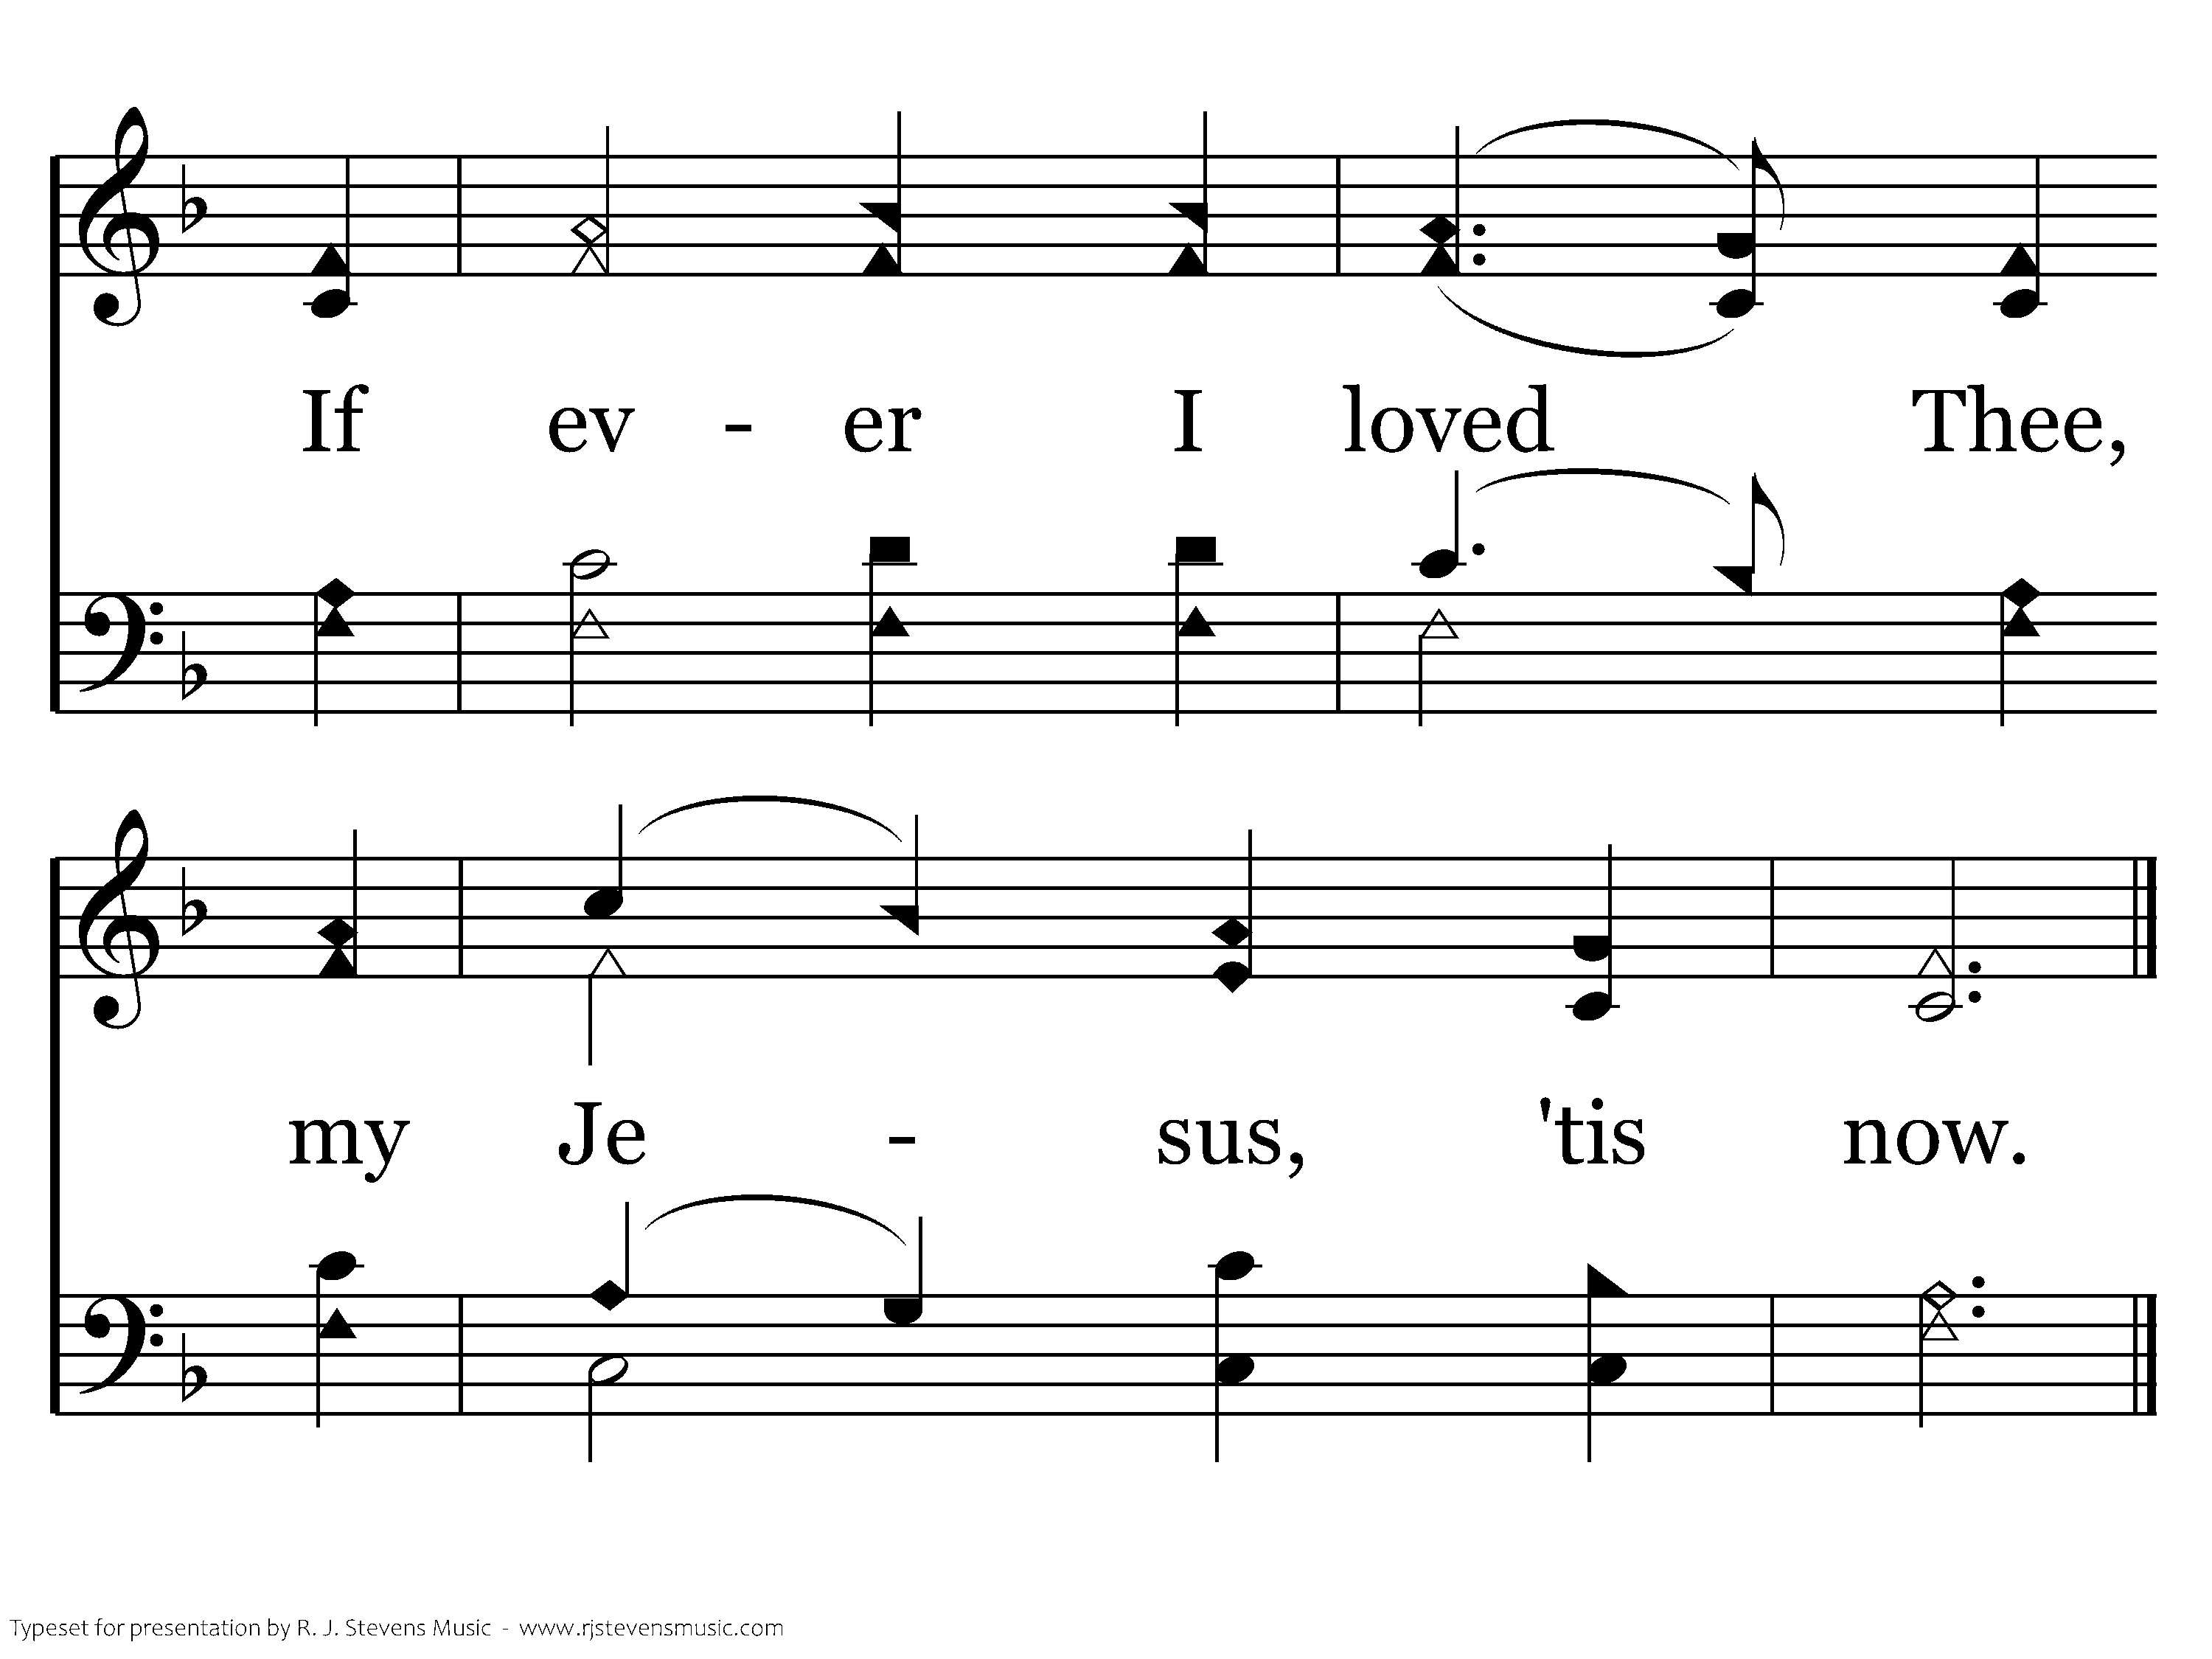 If ev - er I loved Thee,
my Je - sus, 'tis now.
Typeset for presentation by R. J. Stevens Music - www.rjstevensmusic.com